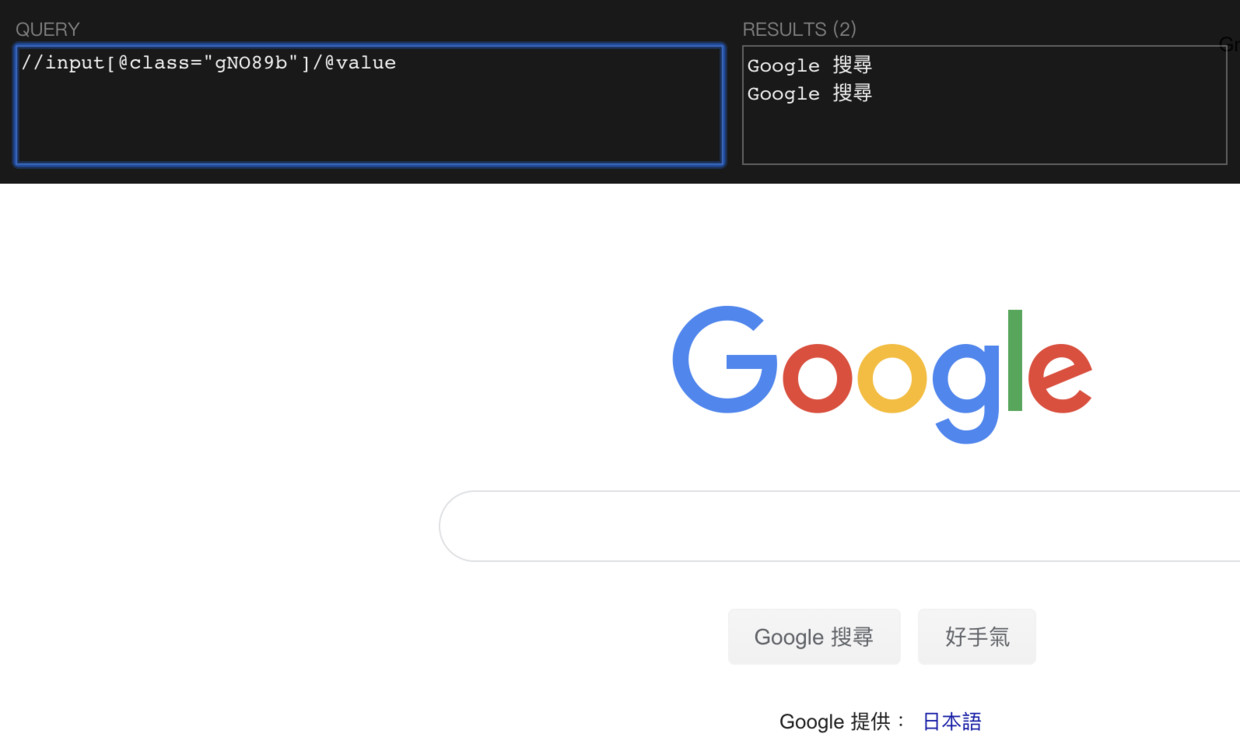 QUERY
//input[@class="gNO89b"]/@value
RESULTS (2)
Google 搜尋
Google 搜尋
Google
Google 搜尋
好手氣
Google 提供： 日本語